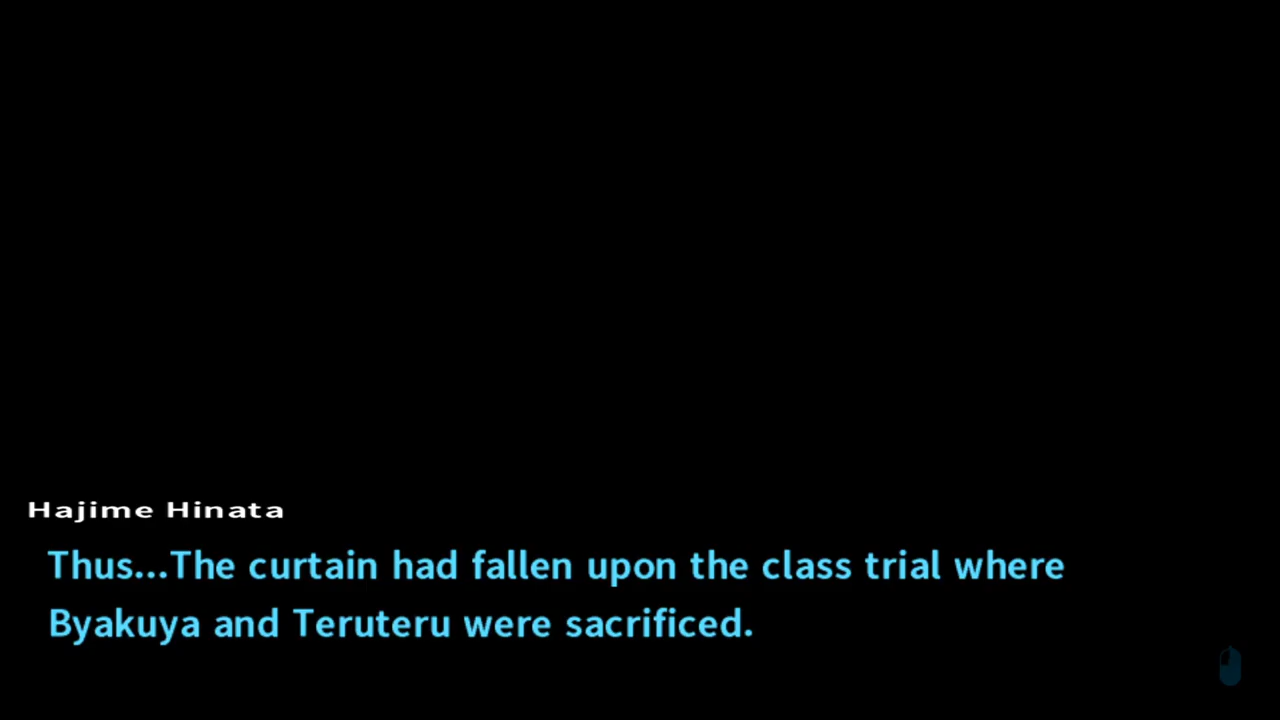 Hajime Hinata
Thus...The curtain had fallen upon the class trial where
Byakuya and Teruteru were sacrificed.